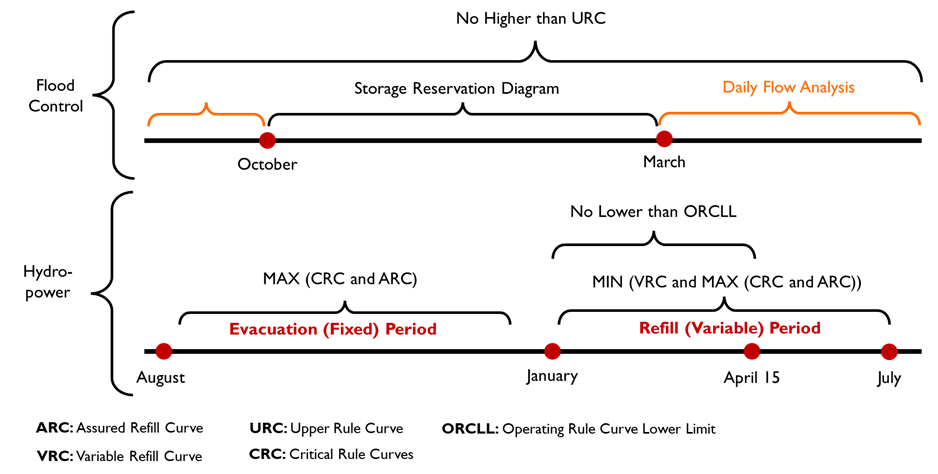 No Higher than URC
Flood
Control
Storage Reservation Diagram
Daily Flow Analysis
October
March
No Lower than ORCLL
Hydro-
power
MAX (CRC and ARC)
MIN (VRC and MAX (CRC and ARC))
Evacuation (Fixed) Period
Refill (Variable) Period
August
January
April 15
July
ARC: Assured Refill Curve
URC: Upper Rule Curve
ORCLL: Operating Rule Curve Lower Limit
VRC: Variable Refill Curve
CRC: Critical Rule Curves